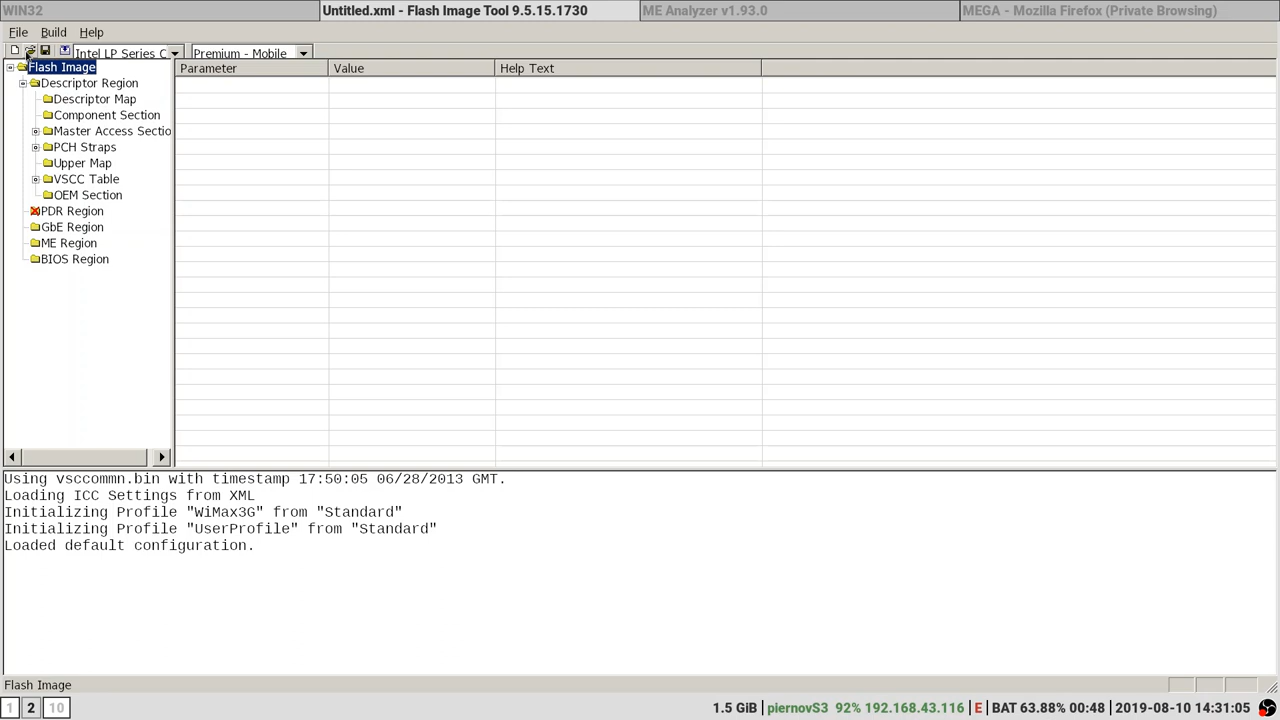 WIN32
Untitled.xml - Flash Image Tool 9.5.15.1730
ME Analyzer v1.93.0
MEGA - Mozilla Firefox (Private Browsing)
File Build Help
Intel LP Series C
Premium - Mobile
Flash Image
Descriptor Region
Descriptor Map
Component Section
Master Access Sectio
PCH Straps
Upper Map
VSCC Table
OEM Section
PDR Region
GbE Region
ME Region
BIOS Region
Parameter Value Help Text
Using vsccommn.bin with timestamp 17:50:05 06/28/2013 GMT.
Loading ICC Settings from XML
Initializing Profile "WiMax3G" from "Standard"
Initializing Profile "UserProfile" from "Standard"
Loaded default configuration.
Flash Image
1 2 10
1.5 GiB | piernovS3 92% 192.168.43.116 | E | BAT 63.88% 00:48 | 2019-08-10 14:31:05